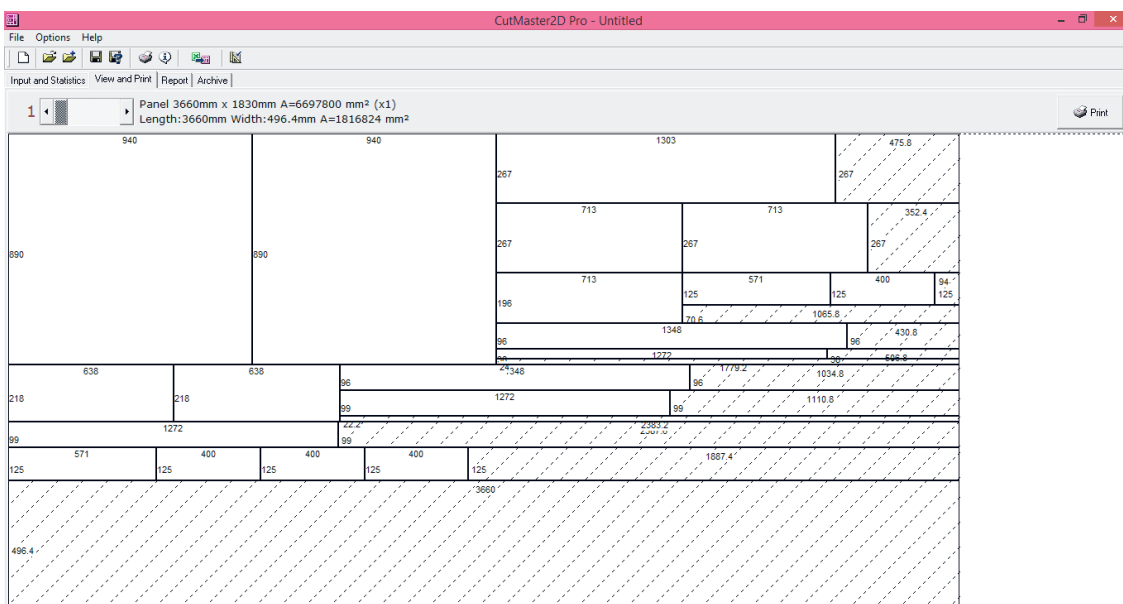 CutMaster2D Pro - Untitled
File Options Help
Input and Statistics View and Print Report Archive
1 Panel 3660mm x 1830mm A=6697800 mm² (x1)
Length:3660mm Width:496.4mm A=1816824 mm²
Print
940 940 1303 475.8
267 267
713 713 352.4
890 890 267 267 267
713 571 400 94
196 125 125 125
70.6 1065.8
1348 430.8
96 96
1272 506.8
24 1779.2
638 638 1348 1034.8
96 96
218 218 1272 1110.8
99 99
1272 22.2 2383.2
99 99
571 400 400 400 1887.4
125 125 125 125 125
3660
496.4